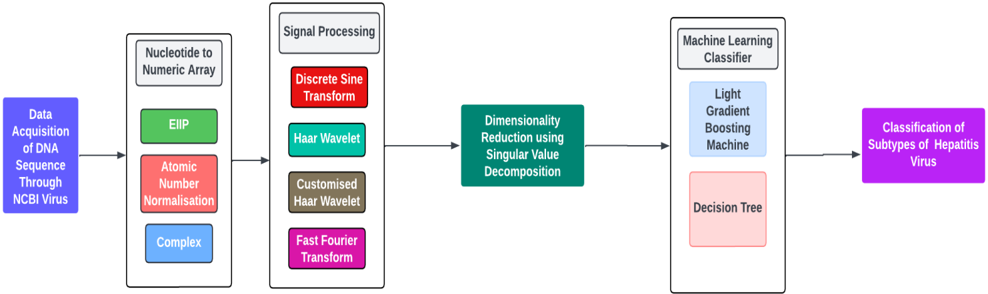 Data
Acquisition
of DNA
Sequence
Through
NCBI Virus
Nucleotide to
Numeric Array
EIIP
Atomic
Number
Normalisation
Complex
Signal Processing
Discrete Sine
Transform
Haar Wavelet
Customised
Haar Wavelet
Fast Fourier
Transform
Dimensionality
Reduction using
Singular Value
Decomposition
Machine Learning
Classifier
Light
Gradient
Boosting
Machine
Decision Tree
Classification of
Subtypes of Hepatitis
Virus